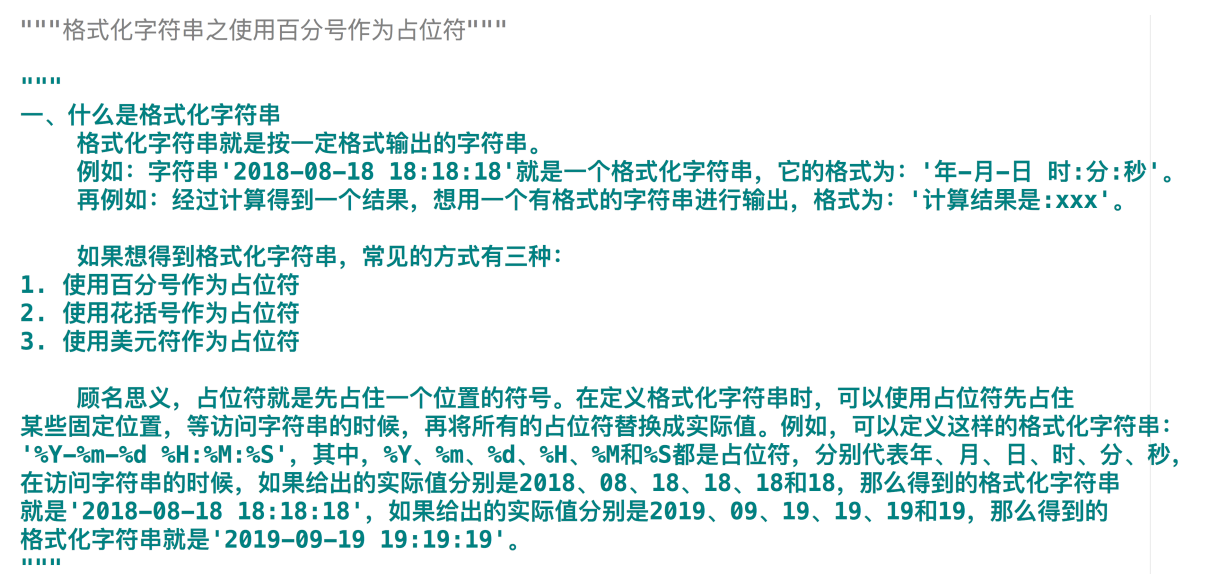 """格式化字符串之使用百分号作为占位符"""
"""
一、什么是格式化字符串
格式化字符串就是按一定格式输出的字符串。
例如：字符串'2018-08-18 18:18:18'就是一个格式化字符串，它的格式为：'年-月-日 时:分:秒'。
再例如：经过计算得到一个结果，想用一个有格式的字符串进行输出，格式为：'计算结果是:xxx'。
如果想得到格式化字符串，常见的方式有三种：
1. 使用百分号作为占位符
2. 使用花括号作为占位符
3. 使用美元符作为占位符
顾名思义，占位符就是先占住一个位置的符号。在定义格式化字符串时，可以使用占位符先占住
某些固定位置，等访问字符串的时候，再将所有的占位符替换成实际值。例如，可以定义这样的格式化字符串：
'%Y-%m-%d %H:%M:%S'，其中，%Y、%m、%d、%H、%M和%S都是占位符，分别代表年、月、日、时、分、秒，
在访问字符串的时候，如果给出的实际值分别是2018、08、18、18、18和18，那么得到的格式化字符串
就是'2018-08-18 18:18:18'，如果给出的实际值分别是2019、09、19、19、19和19，那么得到的
格式化字符串就是'2019-09-19 19:19:19'。
"""